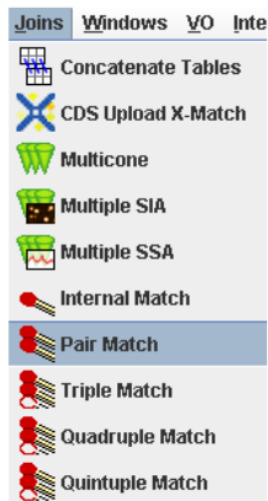 Joins Windows VO Inte
Concatenate Tables
CDS Upload X-Match
Multicone
Multiple SIA
Multiple SSA
Internal Match
Pair Match
Triple Match
Quadruple Match
Quintuple Match